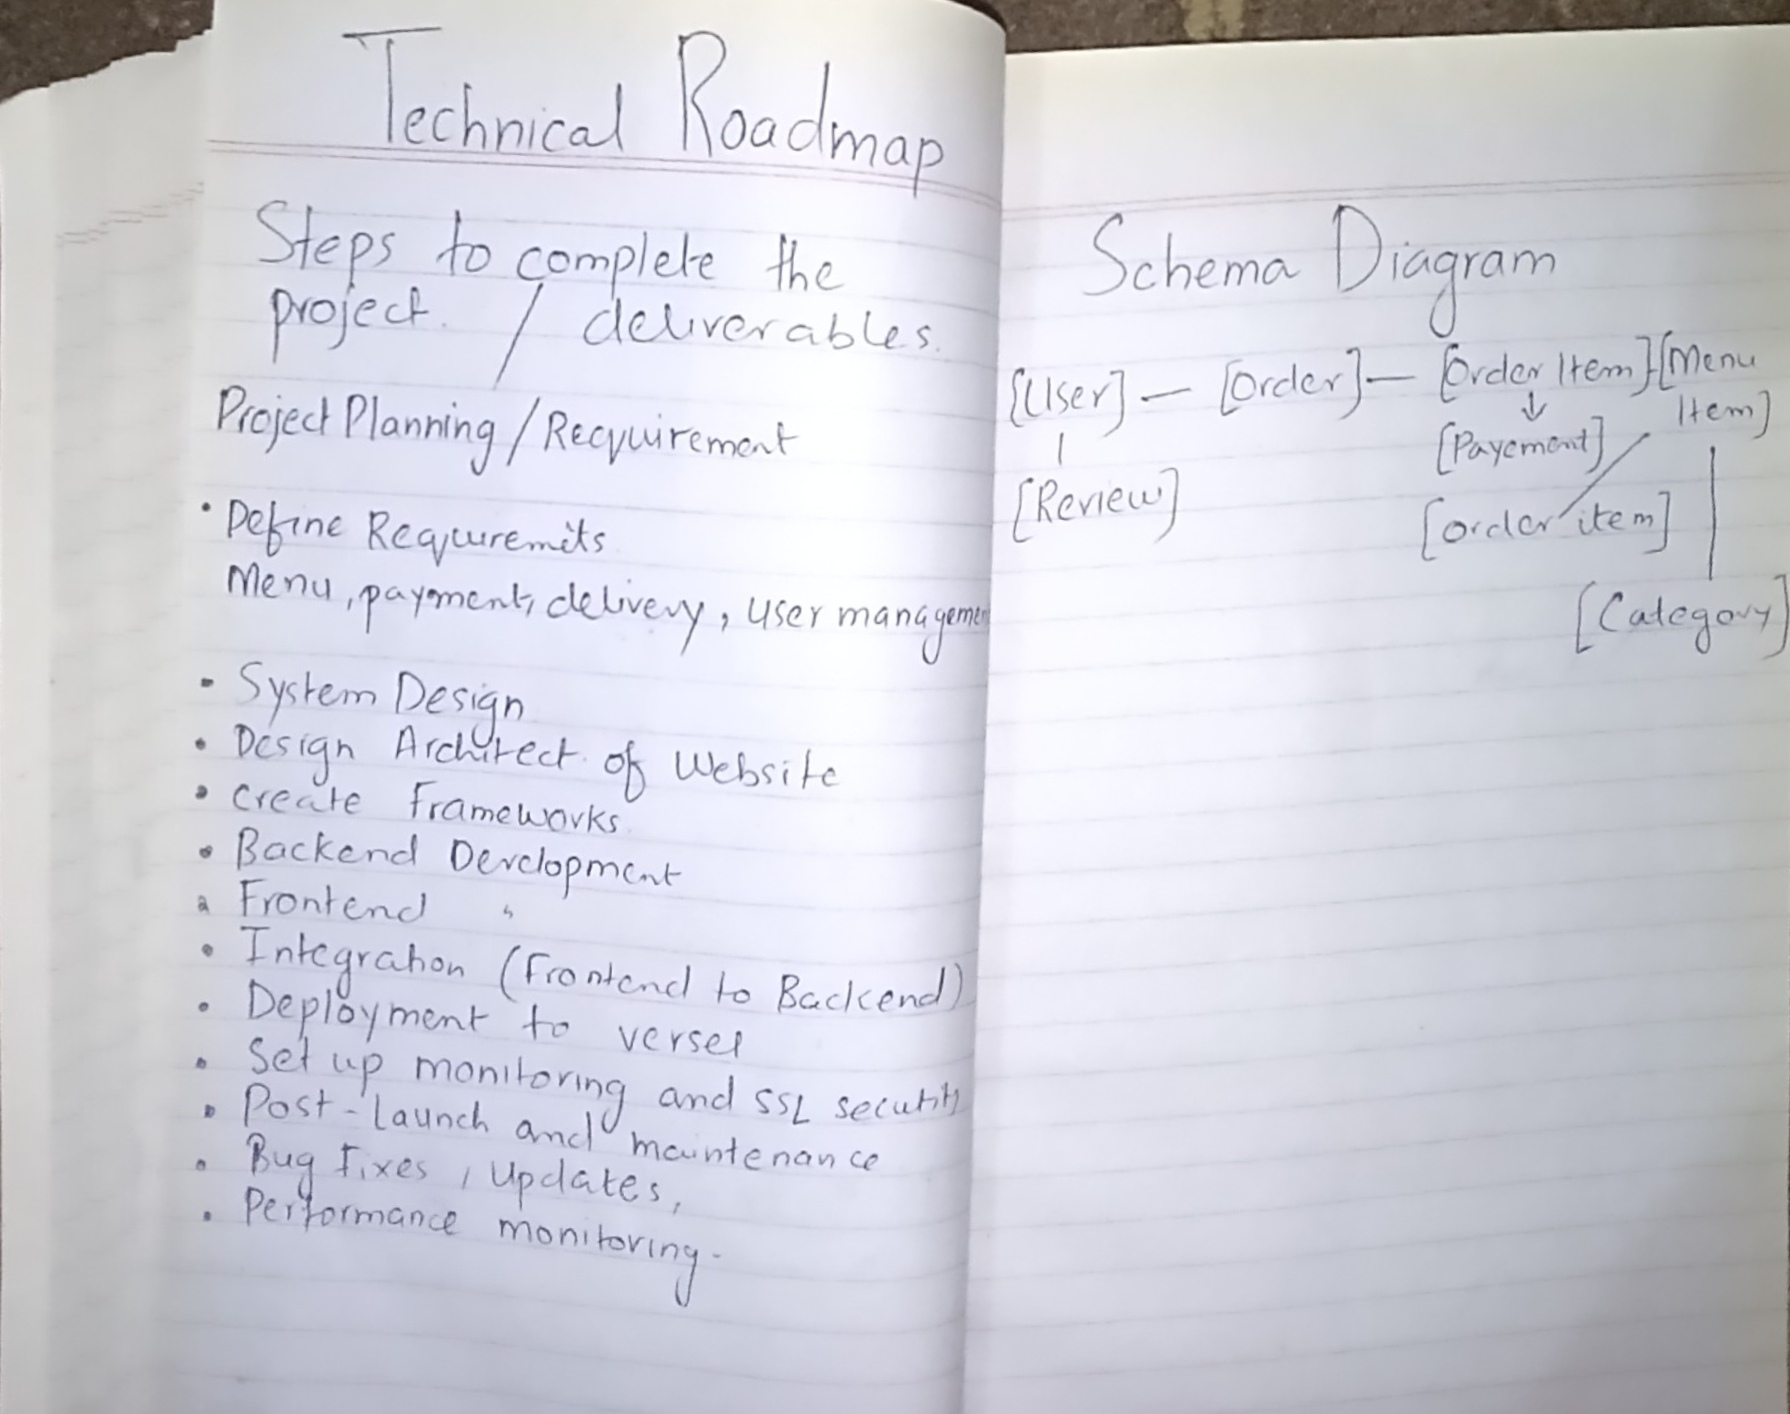 Technical Roadmap
Steps to complete the
project. / deliverables.
Project Planning / Recquirement
• Define Requuremits
Menu, payment, delivery, user managemen
• System Design
• Design Architect. of Website
• create Frameworks
• Backend Development
• Frontend "
• Integration (Frontend to Backend)
• Deployment to versel
• Set up monitoring and SSL security
• Post-Launch and maintenance
• Bug Fixes, Updates,
• Performance monitoring.
Schema Diagram
[User] — [Order] — [Order Item] [Menu
Item]
↓
[Payement]
[Review]
[order item]
[Category]